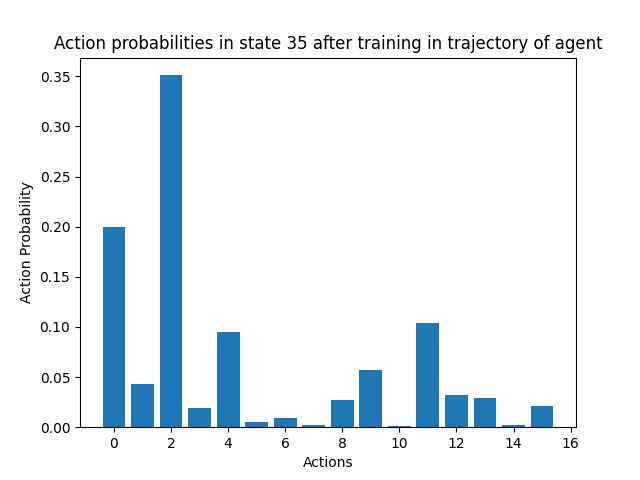 Action probabilities in state 35 after training in trajectory of agent
0.35
0.30
0.25
0.20
0.15
0.10
0.05
0.00
Action Probability
0 2 4 6 8 10 12 14 16
Actions